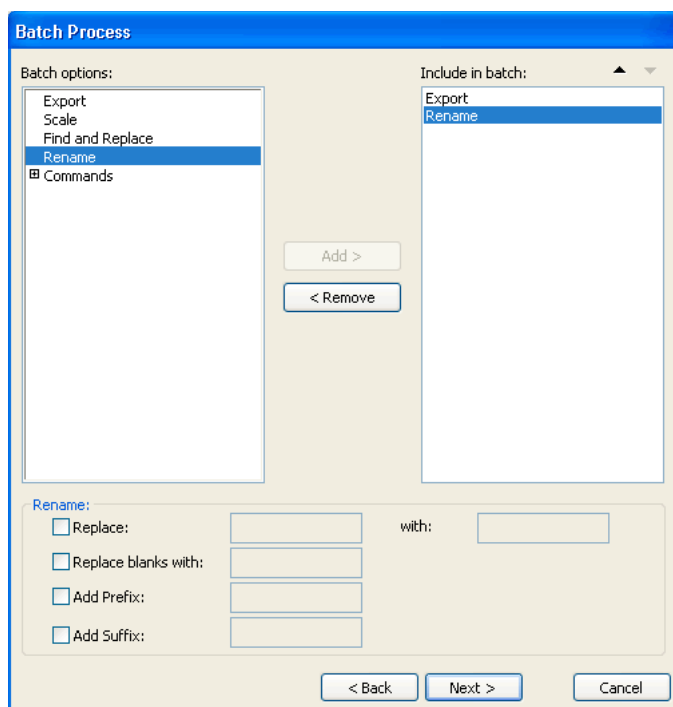 Batch Process
Batch options:
Include in batch:
Export
Scale
Find and Replace
Rename
Commands
Export
Rename
Add >
< Remove
Rename:
Replace:
with:
Replace blanks with:
Add Prefix:
Add Suffix:
< Back
Next >
Cancel